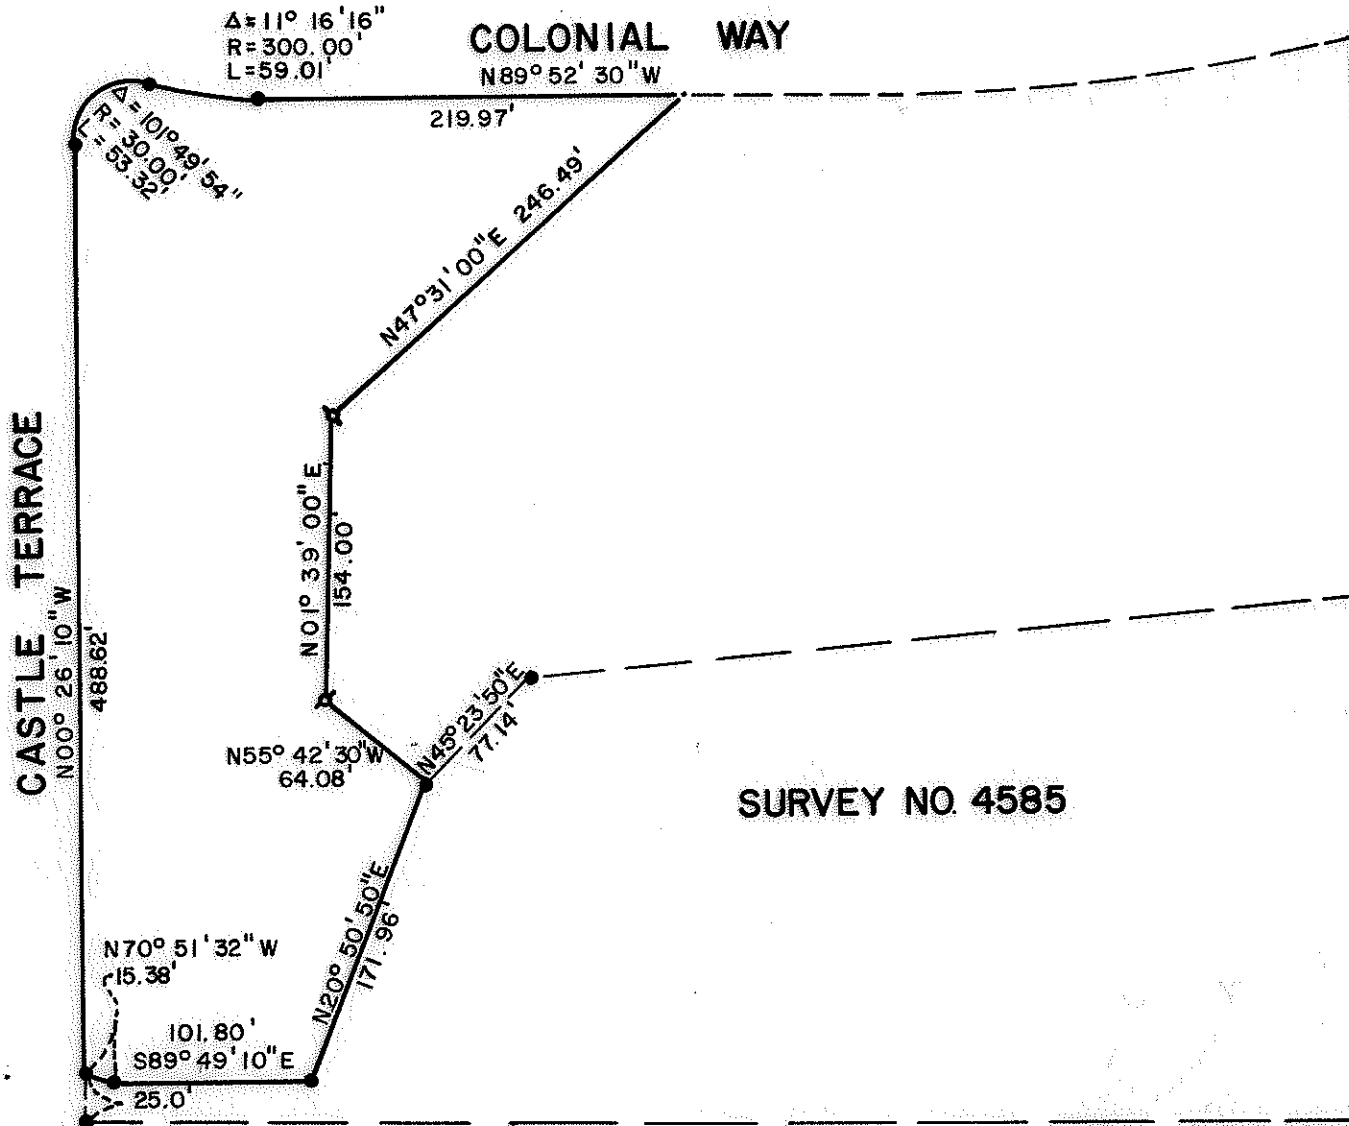 Δ=11° 16'16"
R=300.00'
L=59.01'
COLONIAL WAY
N89° 52' 30"W
219.97'
Δ=101°49'54"
R=30.00'
L=53.32'
N47°31'00"E 246.49'
CASTLE TERRACE
N00° 26' 10"W
488.62'
N01° 39' 00" E
154.00'
N55° 42'30"W
64.08'
N45°23'50"E
77.14'
SURVEY NO. 4585
N20° 50'50"E
171.96'
N70° 51'32"W
15.38'
101.80'
S89° 49'10"E
25.0'